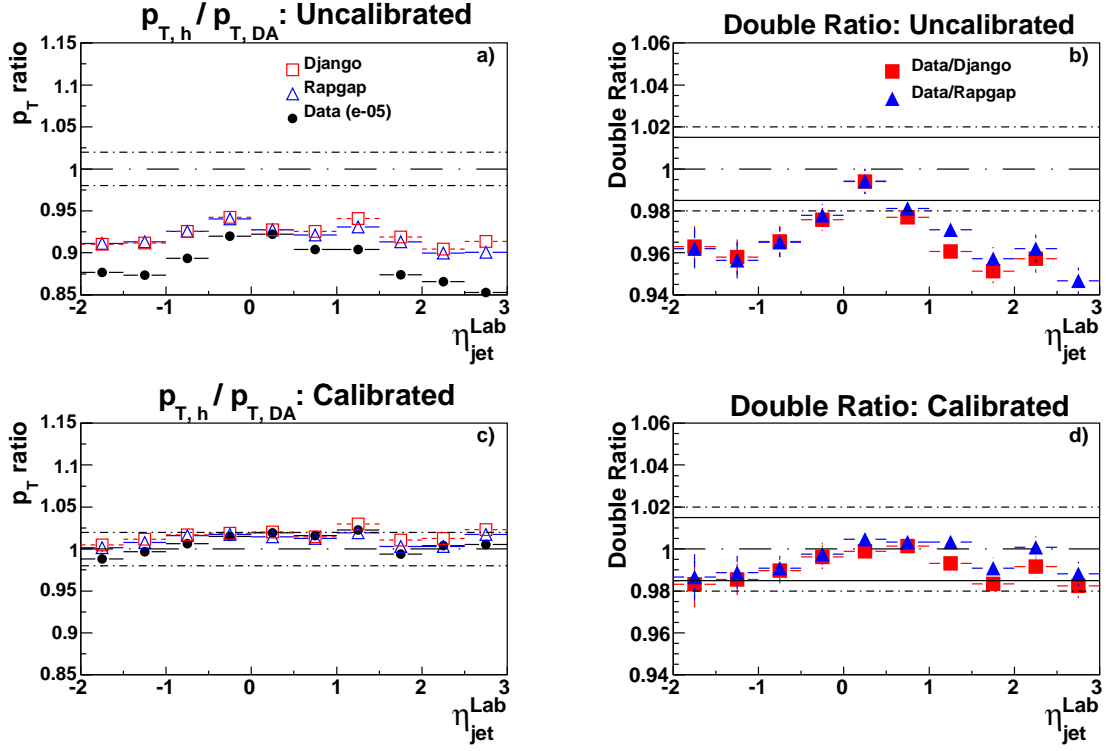 p_T, h / p_T, DA : Uncalibrated
p_T ratio
1.15
1.1
1.05
1
0.95
0.9
0.85
a)
Django
Rapgap
Data (e-05)
-2 -1 0 1 2 3
η_jet^Lab
Double Ratio: Uncalibrated
Double Ratio
1.06
1.04
1.02
1
0.98
0.96
0.94
b)
Data/Django
Data/Rapgap
-2 -1 0 1 2 3
η_jet^Lab
p_T, h / p_T, DA : Calibrated
p_T ratio
1.15
1.1
1.05
1
0.95
0.9
0.85
c)
-2 -1 0 1 2 3
η_jet^Lab
Double Ratio: Calibrated
Double Ratio
1.06
1.04
1.02
1
0.98
0.96
0.94
d)
-2 -1 0 1 2 3
η_jet^Lab